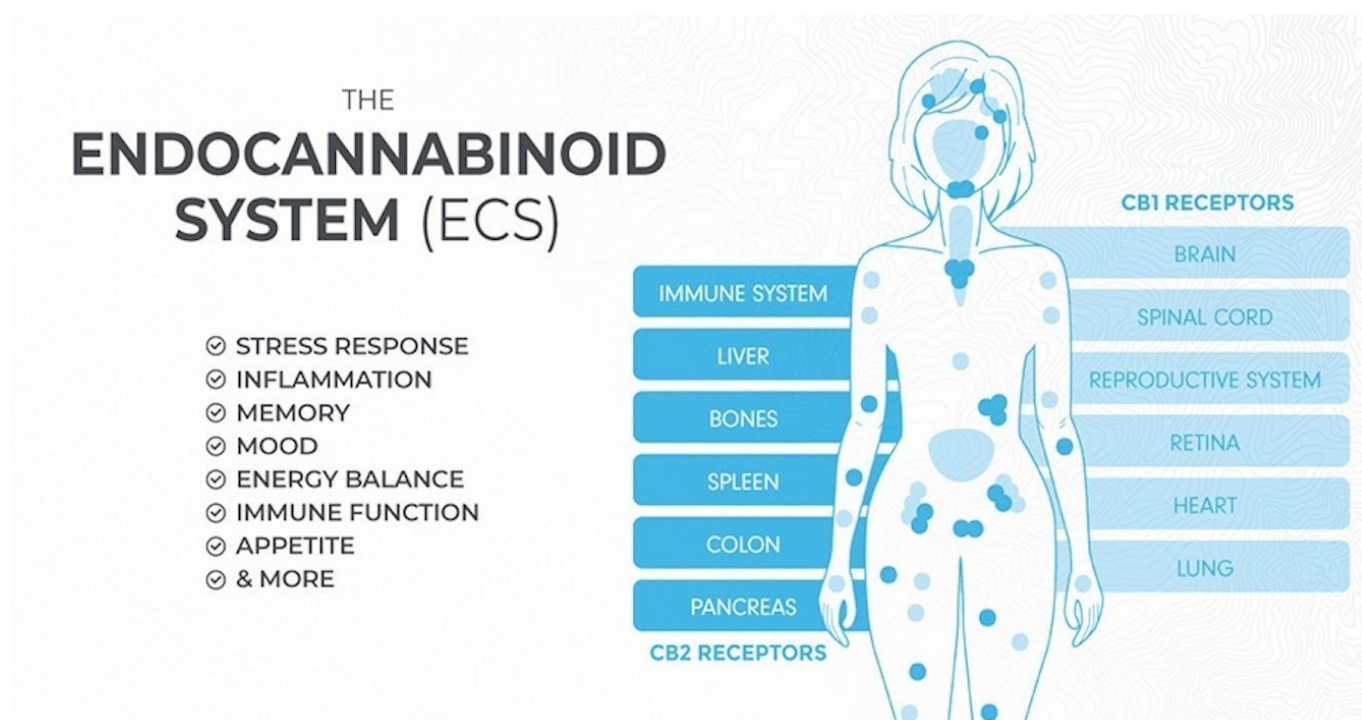 THE
ENDOCANNABINOID
SYSTEM (ECS)
STRESS RESPONSE
INFLAMMATION
MEMORY
MOOD
ENERGY BALANCE
IMMUNE FUNCTION
APPETITE
& MORE
IMMUNE SYSTEM
LIVER
BONES
SPLEEN
COLON
PANCREAS
CB2 RECEPTORS
CB1 RECEPTORS
BRAIN
SPINAL CORD
REPRODUCTIVE SYSTEM
RETINA
HEART
LUNG